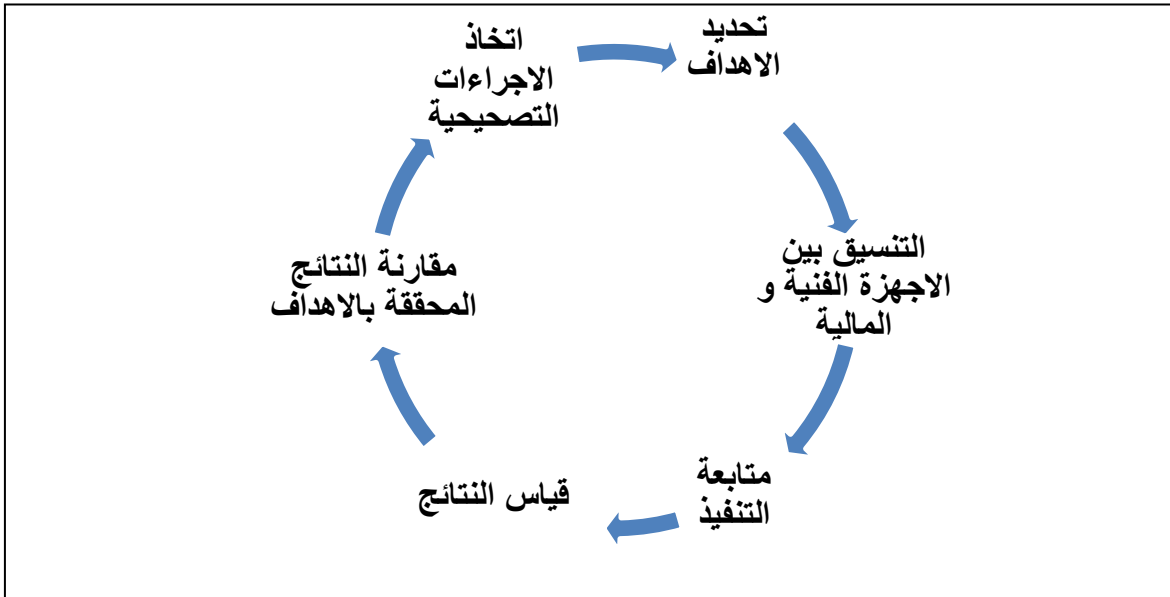 تحديد
الاهداف
التنسيق بين
الاجهزة الفنية و
المالية
متابعة
التنفيذ
قياس النتائج
مقارنة النتائج
المحققة بالاهداف
اتخاذ
الاجراءات
التصحيحية